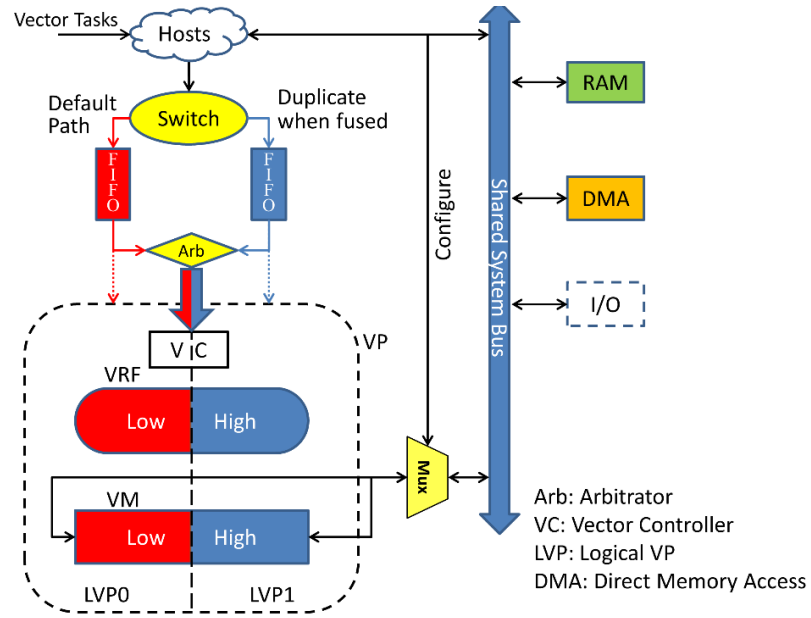 Vector Tasks
Hosts
Default
Path
Switch
Duplicate
when fused
FIFO
FIFO
Arb
Configure
Shared System Bus
RAM
DMA
I/O
V C
VP
VRF
Low
High
Mux
VM
Low
High
LVP0
LVP1
Arb: Arbitrator
VC: Vector Controller
LVP: Logical VP
DMA: Direct Memory Access